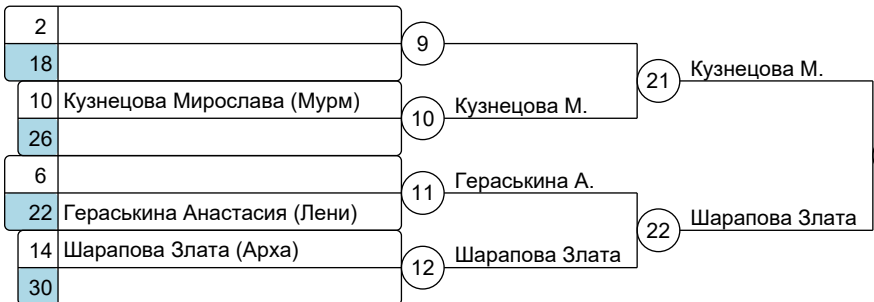 2
18
9
10 Кузнецова Мирослава (Мурм)
26
10
Кузнецова М.
21
Кузнецова М.
6
22 Гераськина Анастасия (Лени)
11
Гераськина А.
14 Шарапова Злата (Арха)
30
12
Шарапова Злата
22
Шарапова Злата